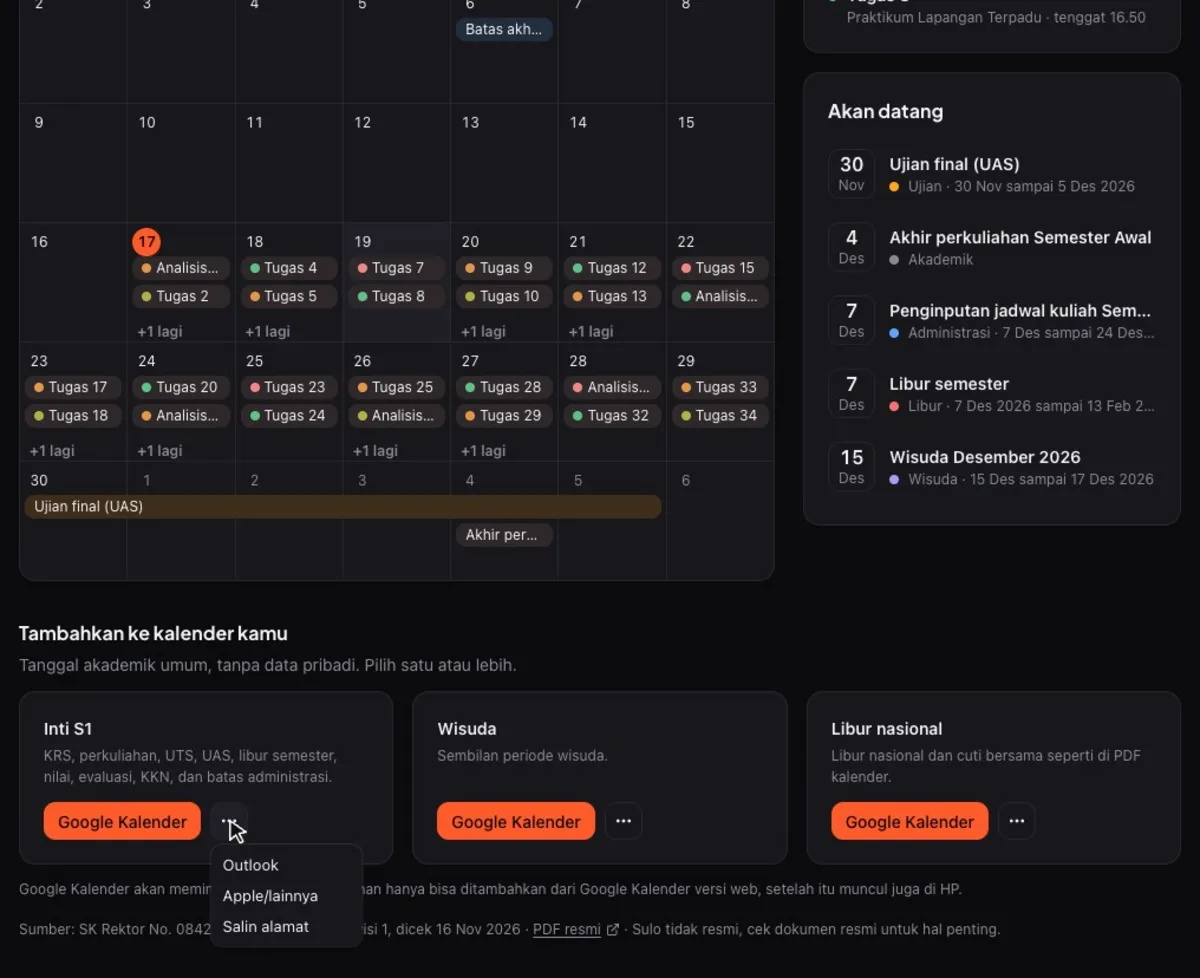 2
3
4
5
6
7
8
Batas akh...
9
10
11
12
13
14
15
16
17
18
19
20
21
22
Analisis...
Tugas 4
Tugas 7
Tugas 9
Tugas 12
Tugas 15
Tugas 2
Tugas 5
Tugas 8
Tugas 10
Tugas 13
Analisis...
+1 lagi
+1 lagi
+1 lagi
+1 lagi
23
24
25
26
27
28
29
Tugas 17
Tugas 20
Tugas 23
Tugas 25
Tugas 28
Analisis...
Tugas 33
Tugas 18
Analisis...
Tugas 24
Analisis...
Tugas 29
Tugas 32
Tugas 34
+1 lagi
+1 lagi
+1 lagi
+1 lagi
30
1
2
3
4
5
6
Ujian final (UAS)
Akhir per...
Praktikum Lapangan Terpadu · tenggat 16.50
Akan datang
30 Nov
Ujian final (UAS)
Ujian · 30 Nov sampai 5 Des 2026
4 Des
Akhir perkuliahan Semester Awal
Akademik
7 Des
Penginputan jadwal kuliah Sem...
Administrasi · 7 Des sampai 24 Des...
7 Des
Libur semester
Libur · 7 Des 2026 sampai 13 Feb 2...
15 Des
Wisuda Desember 2026
Wisuda · 15 Des sampai 17 Des 2026
Tambahkan ke kalender kamu
Tanggal akademik umum, tanpa data pribadi. Pilih satu atau lebih.
Inti S1
KRS, perkuliahan, UTS, UAS, libur semester,
nilai, evaluasi, KKN, dan batas administrasi.
Google Kalender
...
Outlook
Apple/lainnya
Salin alamat
Wisuda
Sembilan periode wisuda.
Google Kalender
...
Libur nasional
Libur nasional dan cuti bersama seperti di PDF
kalender.
Google Kalender
...
Google Kalender akan hanya bisa ditambahkan dari Google Kalender versi web, setelah itu muncul juga di HP.
Sumber: SK Rektor No. 0842 1, dicek 16 Nov 2026 · PDF resmi · Sulo tidak resmi, cek dokumen resmi untuk hal penting.